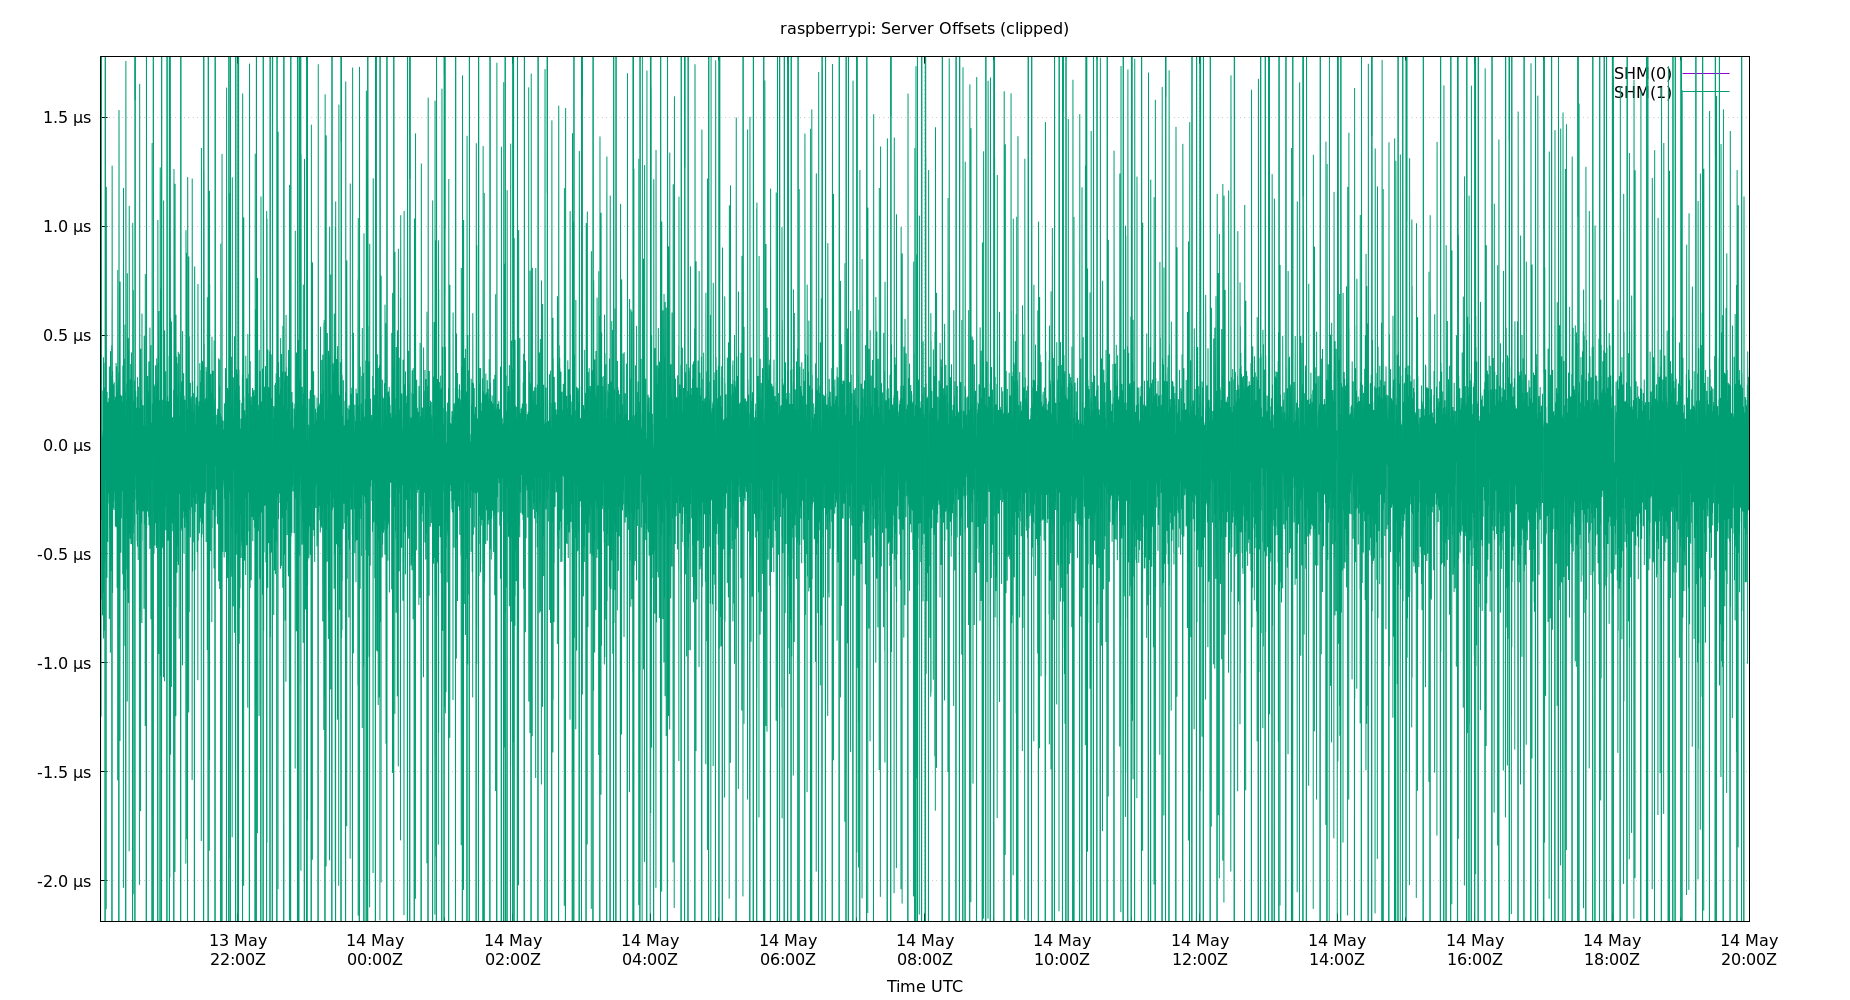 raspberrypi: Server Offsets (clipped)
SHM(0)
SHM(1)
1.5 µs
1.0 µs
0.5 µs
0.0 µs
-0.5 µs
-1.0 µs
-1.5 µs
-2.0 µs
13 May 14 May 14 May 14 May 14 May 14 May 14 May 14 May 14 May 14 May 14 May 14 May
22:00Z 00:00Z 02:00Z 04:00Z 06:00Z 08:00Z 10:00Z 12:00Z 14:00Z 16:00Z 18:00Z 20:00Z
Time UTC